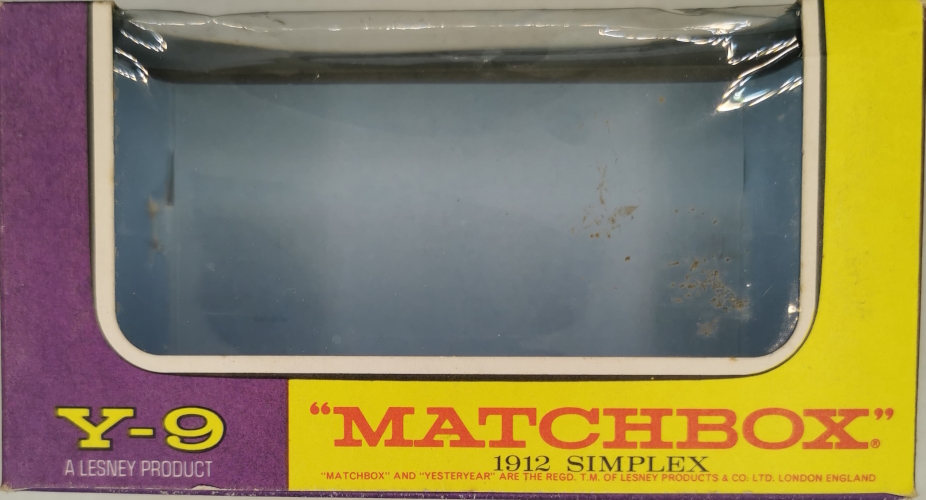 Y-9
A LESNEY PRODUCT
"MATCHBOX"®
1912 SIMPLEX
"MATCHBOX" AND "YESTERYEAR" ARE THE REGD. T.M. OF LESNEY PRODUCTS & CO. LTD. LONDON ENGLAND